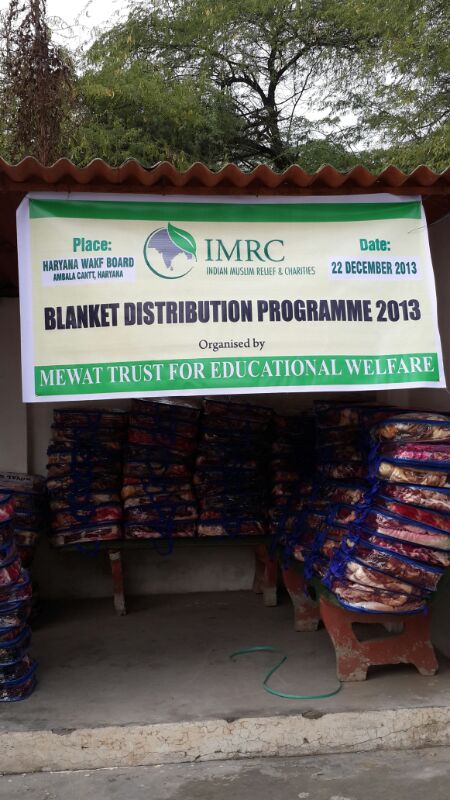 Place:
HARYANA WAKF BOARD
AMBALA CANTT, HARYANA
IMRC
INDIAN MUSLIM RELIEF & CHARITIES
Date:
22 DECEMBER 2013
BLANKET DISTRIBUTION PROGRAMME 2013
Organised by
MEWAT TRUST FOR EDUCATIONAL WELFARE